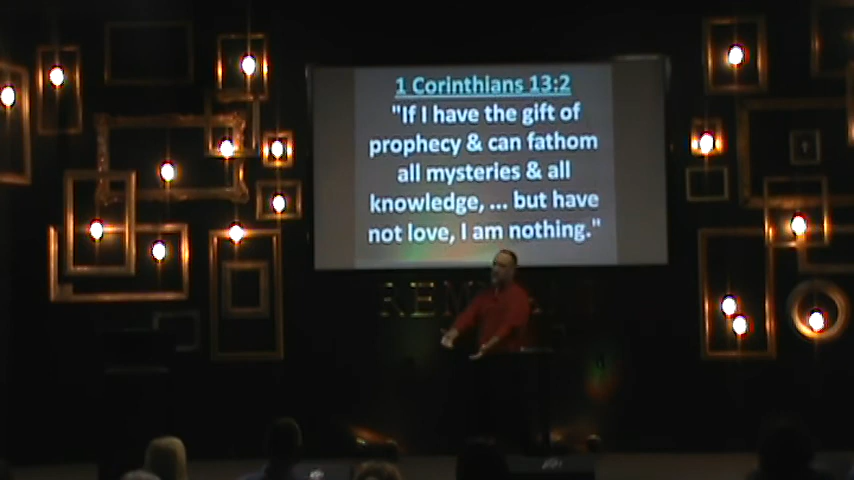 1 Corinthians 13:2
"If I have the gift of
prophecy & can fathom
all mysteries & all
knowledge, ... but have
not love, I am nothing."